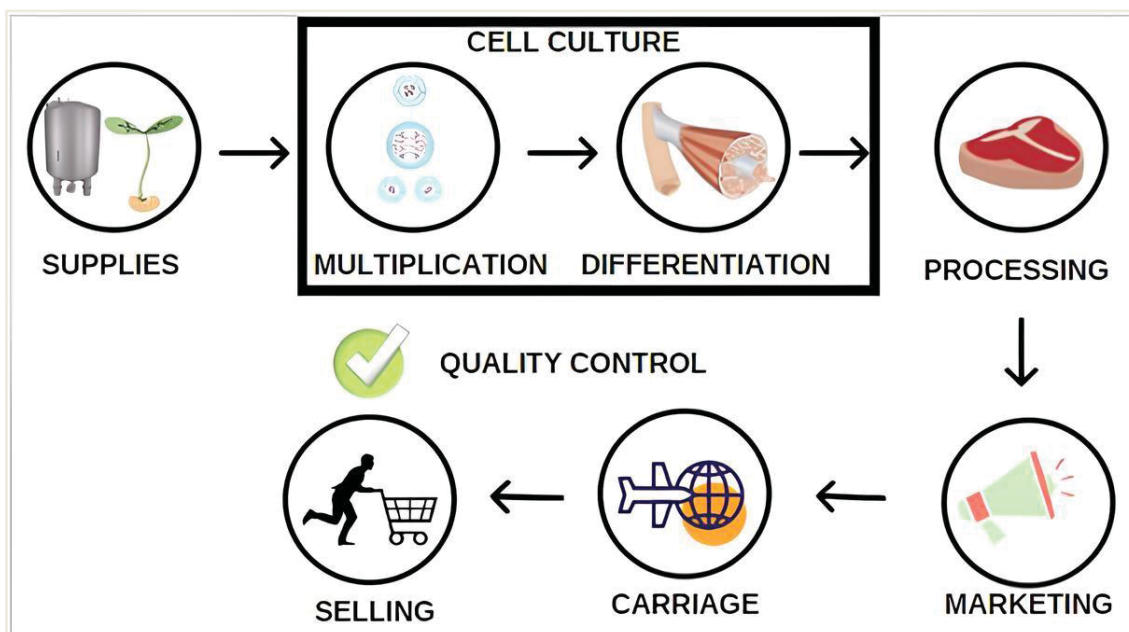 CELL CULTURE
SUPPLIES
MULTIPLICATION
DIFFERENTIATION
PROCESSING
QUALITY CONTROL
SELLING
CARRIAGE
MARKETING